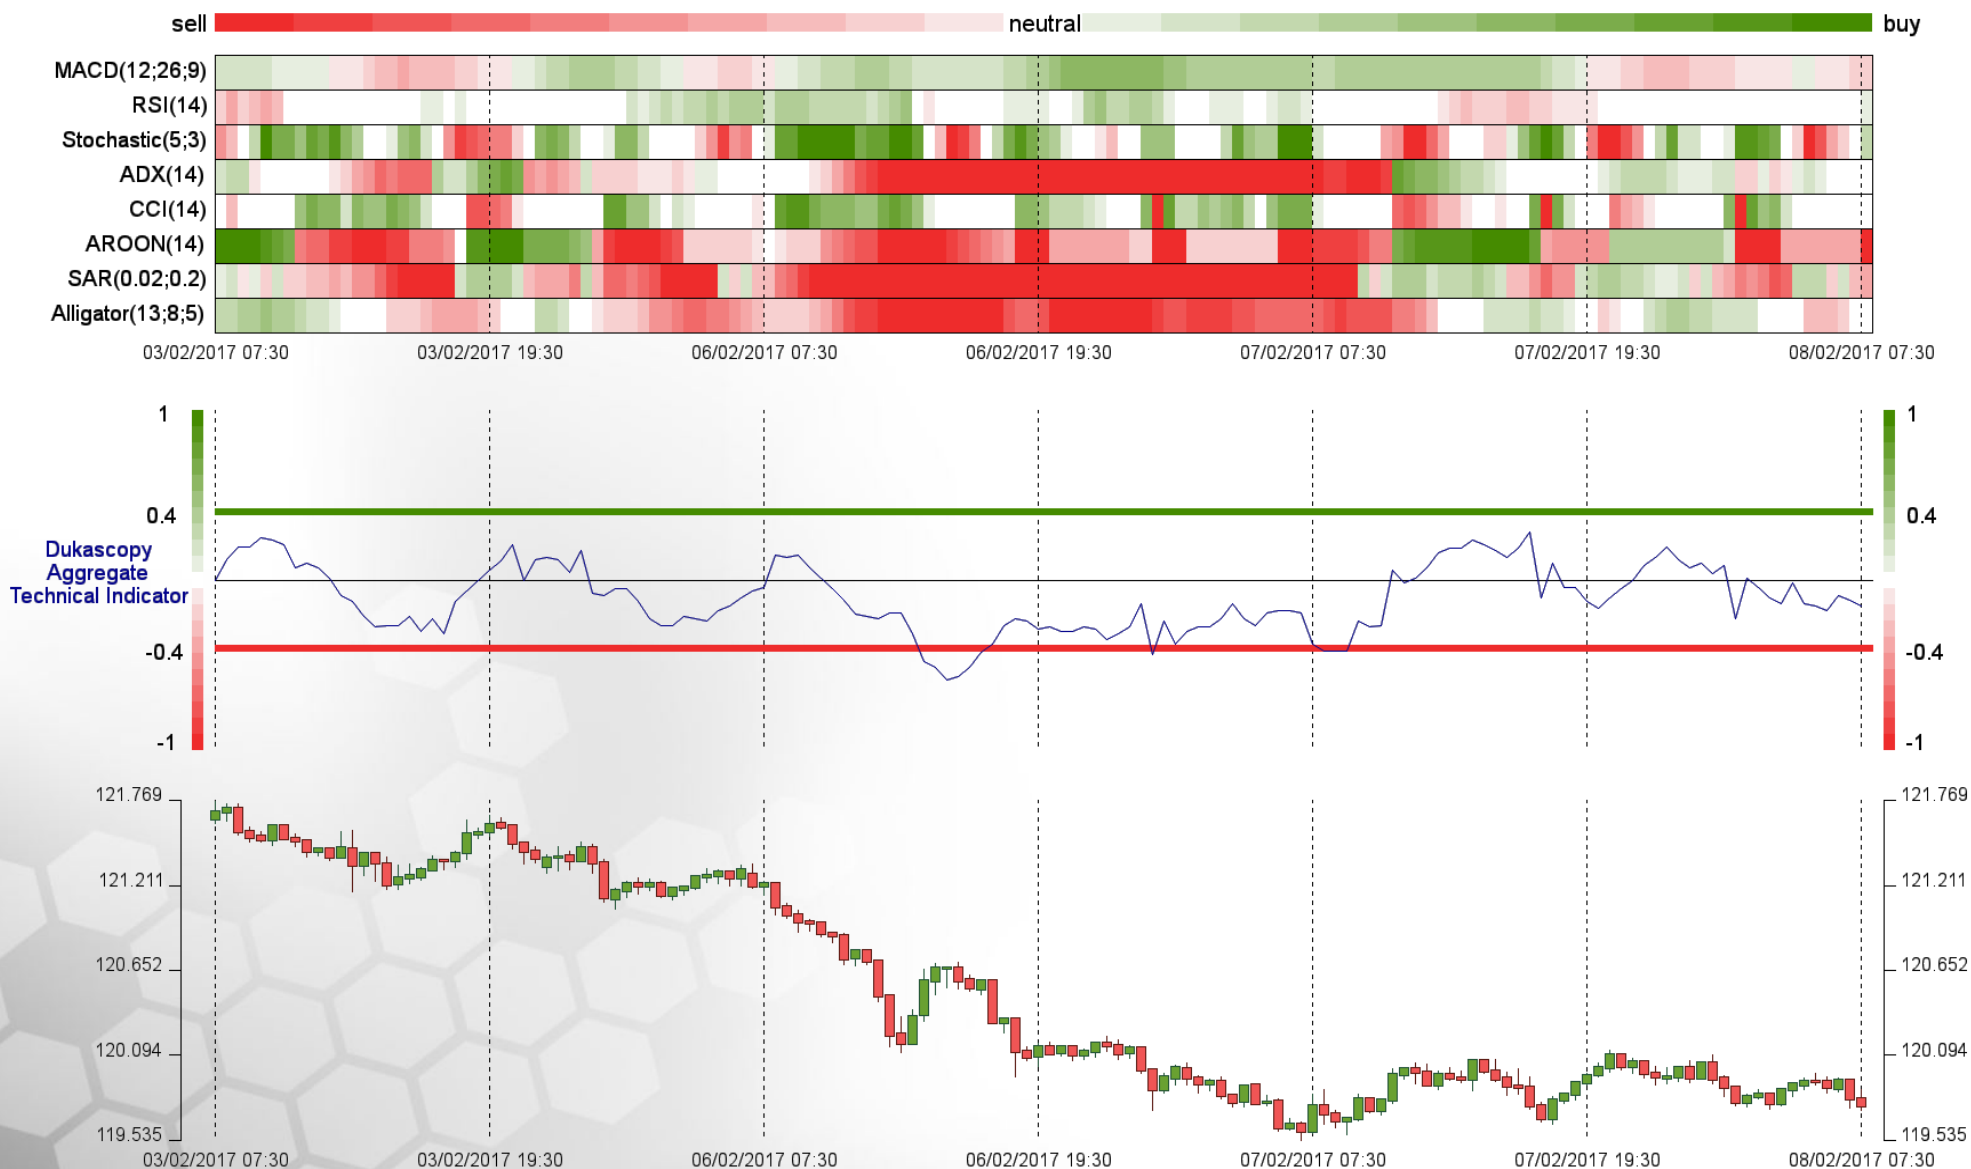 sell neutral buy
MACD(12;26;9)
RSI(14)
Stochastic(5;3)
ADX(14)
CCI(14)
AROON(14)
SAR(0.02;0.2)
Alligator(13;8;5)
03/02/2017 07:30 03/02/2017 19:30 06/02/2017 07:30 06/02/2017 19:30 07/02/2017 07:30 07/02/2017 19:30 08/02/2017 07:30
1 1
0.4 0.4
Dukascopy
Aggregate
Technical Indicator
-0.4 -0.4
-1 -1
121.769 121.769
121.211 121.211
120.652 120.652
120.094 120.094
119.535 119.535
03/02/2017 07:30 03/02/2017 19:30 06/02/2017 07:30 06/02/2017 19:30 07/02/2017 07:30 07/02/2017 19:30 08/02/2017 07:30